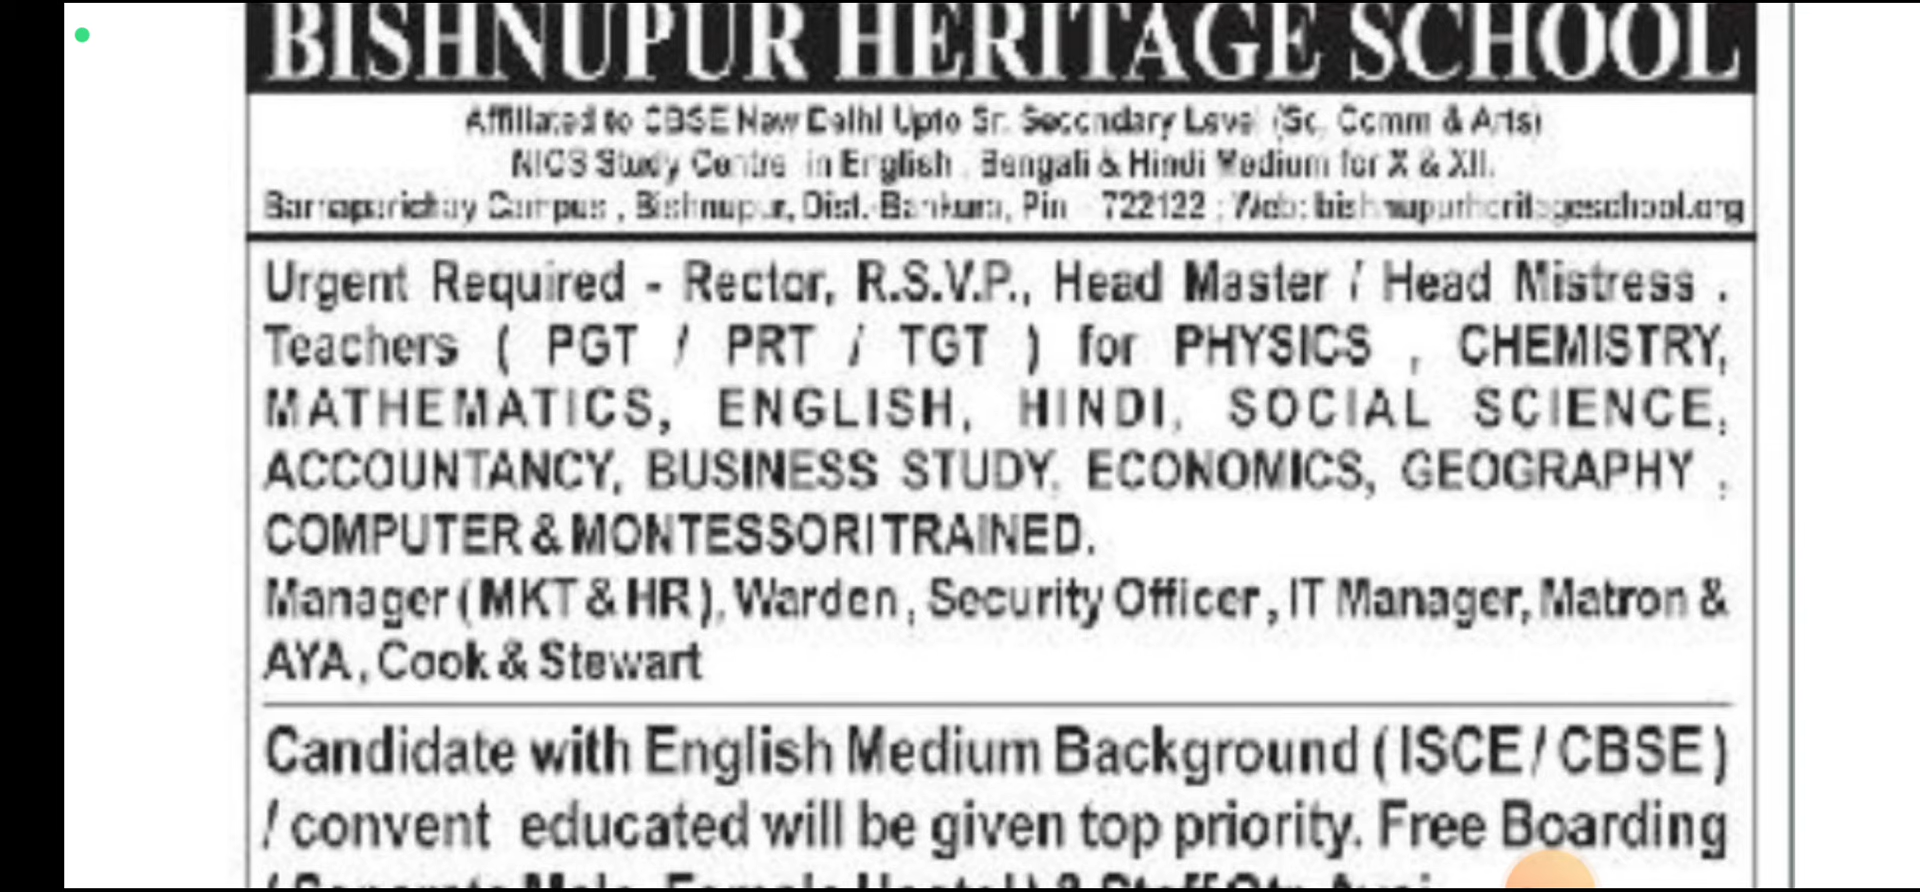 BISHNUPUR HERITAGE SCHOOL
Affiliated to CBSE New Delhi Upto Sr. Secondary Level (Sc, Comm & Arts)
Study Centre in English , Bengali & Hindi Medium for X & XII.
Campus , Bishnupur, Dist.-Bankura, Pin - 722122 ; Web: bishnupurheritageschool.org
Urgent Required - Rector, R.S.V.P., Head Master / Head Mistress .
Teachers ( PGT / PRT / TGT ) for PHYSICS , CHEMISTRY,
MATHEMATICS, ENGLISH, HINDI, SOCIAL SCIENCE,
ACCOUNTANCY, BUSINESS STUDY, ECONOMICS, GEOGRAPHY ,
COMPUTER & MONTESSORI TRAINED.
Manager ( MKT & HR ), Warden , Security Officer , IT Manager, Matron &
AYA , Cook & Stewart
Candidate with English Medium Background ( ISCE / CBSE )
/ convent educated will be given top priority. Free Boarding